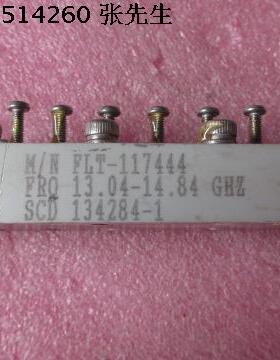 514260 张先生
M/N FLT-117444
FRQ 13.04-14.84 GHZ
SCD 134284-1